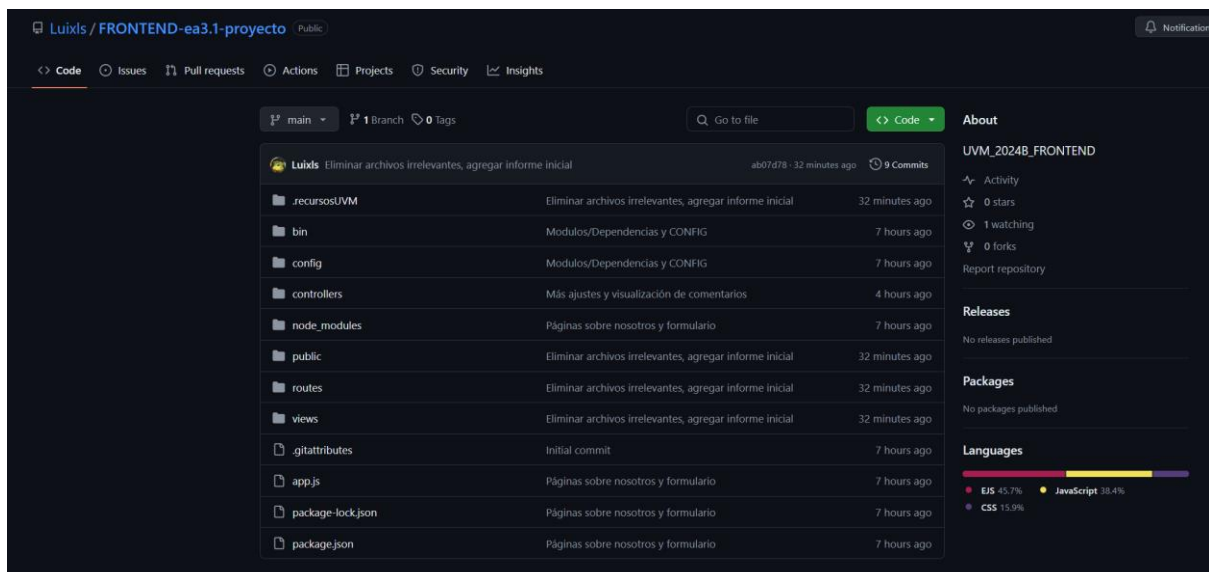 Luixls / FRONTEND-ea3.1-proyecto Public
Notification
Code Issues Pull requests Actions Projects Security Insights
main 1 Branch 0 Tags Go to file Code
Luixls Eliminar archivos irrelevantes, agregar informe inicial ab07d78 · 32 minutes ago 9 Commits
.recursosUVM Eliminar archivos irrelevantes, agregar informe inicial 32 minutes ago
bin Modulos/Dependencias y CONFIG 7 hours ago
config Modulos/Dependencias y CONFIG 7 hours ago
controllers Más ajustes y visualización de comentarios 4 hours ago
node_modules Páginas sobre nosotros y formulario 7 hours ago
public Eliminar archivos irrelevantes, agregar informe inicial 32 minutes ago
routes Eliminar archivos irrelevantes, agregar informe inicial 32 minutes ago
views Eliminar archivos irrelevantes, agregar informe inicial 32 minutes ago
.gitattributes Initial commit 7 hours ago
app.js Páginas sobre nosotros y formulario 7 hours ago
package-lock.json Páginas sobre nosotros y formulario 7 hours ago
package.json Páginas sobre nosotros y formulario 7 hours ago
About
UVM_2024B_FRONTEND
Activity
0 stars
1 watching
0 forks
Report repository
Releases
No releases published
Packages
No packages published
Languages
EJS 45.7% JavaScript 38.4%
CSS 15.9%